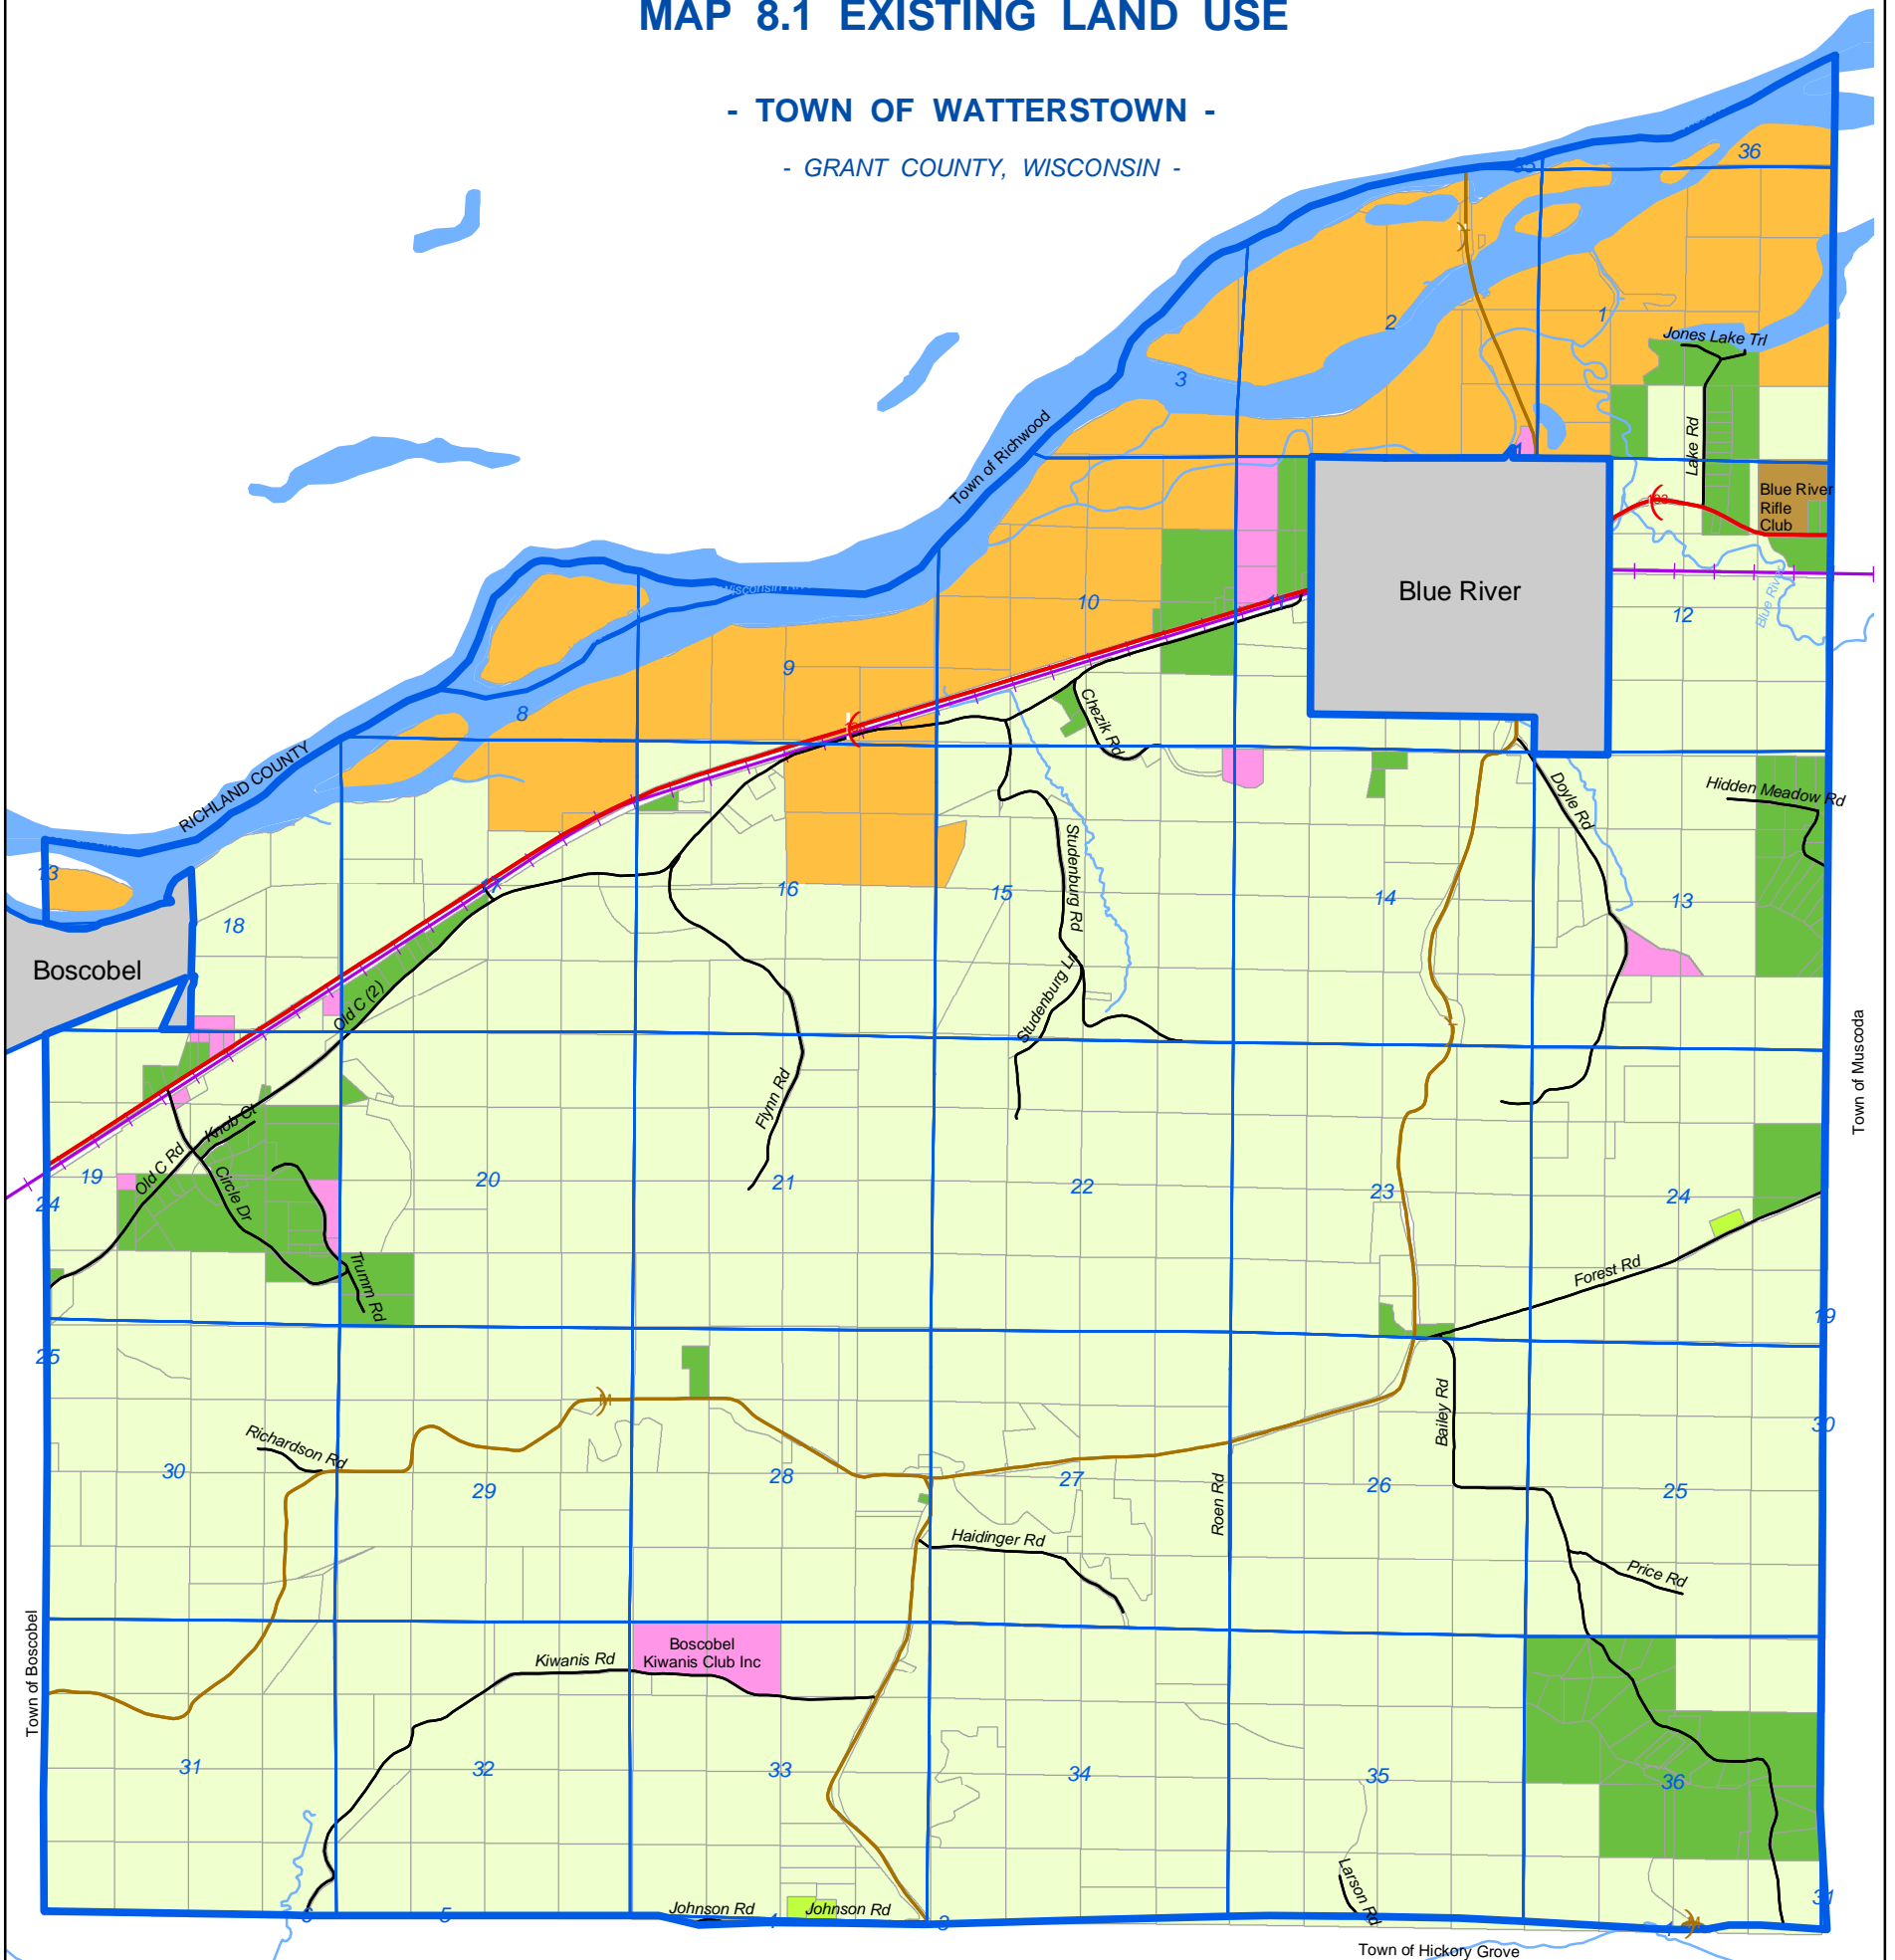 MAP 8.1 EXISTING LAND USE
- TOWN OF WATTERSTOWN -
- GRANT COUNTY, WISCONSIN -
36
2
1
3
Jones Lake Trl
Town of Richwood
Lake Rd
Blue River
Rifle
Club
Blue River
10
11
12
Blue River
9
8
Chezik Rd
RICHLAND COUNTY
Hidden Meadow Rd
Doyle Rd
Studenburg Rd
13
17
16
15
14
13
18
Boscobel
Old C (2)
Studenburg Ln
Town of Muscoda
Flynn Rd
Knob Ct
Old C Rd
Circle Dr
19
20
21
22
23
24
24
Trumm Rd
Forest Rd
19
25
Bailey Rd
30
Richardson Rd
M
30
29
28
27
26
25
Roen Rd
Haidinger Rd
Price Rd
Town of Boscobel
Boscobel
Kiwanis Club Inc
Kiwanis Rd
31
32
33
34
35
36
Larson Rd
31
6
5
Johnson Rd
4
Johnson Rd
3
Town of Hickory Grove